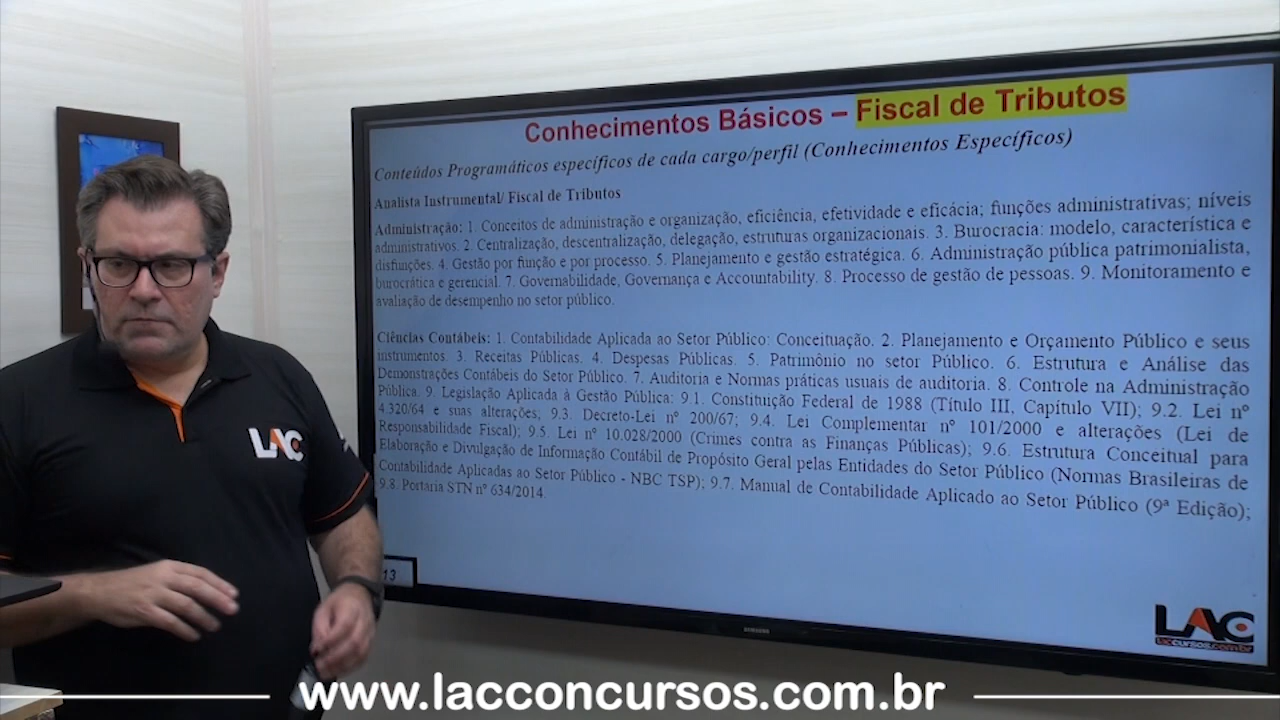 Conhecimentos Básicos – Fiscal de Tributos
Conteúdos Programáticos específicos de cada cargo/perfil (Conhecimentos Específicos)
Analista Instrumental/ Fiscal de Tributos
Administração: 1. Conceitos de administração e organização, eficiência, efetividade e eficácia; funções administrativas; níveis
administrativos. 2. Centralização, descentralização, delegação, estruturas organizacionais. 3. Burocracia: modelo, característica e
disfunções. 4. Gestão por função e por processo. 5. Planejamento e gestão estratégica. 6. Administração pública patrimonialista,
burocrática e gerencial. 7. Governabilidade, Governança e Accountability. 8. Processo de gestão de pessoas. 9. Monitoramento e
avaliação de desempenho no setor público.
Ciências Contábeis: 1. Contabilidade Aplicada ao Setor Público: Conceituação. 2. Planejamento e Orçamento Público e seus
instrumentos. 3. Receitas Públicas. 4. Despesas Públicas. 5. Patrimônio no setor Público. 6. Estrutura e Análise das
Demonstrações Contábeis do Setor Público. 7. Auditoria e Normas práticas usuais de auditoria. 8. Controle na Administração
Pública. 9. Legislação Aplicada à Gestão Pública: 9.1. Constituição Federal de 1988 (Título III, Capítulo VII); 9.2. Lei nº
4.320/64 e suas alterações; 9.3. Decreto-Lei nº 200/67; 9.4. Lei Complementar nº 101/2000 e alterações (Lei de
Responsabilidade Fiscal); 9.5. Lei nº 10.028/2000 (Crimes contra as Finanças Públicas); 9.6. Estrutura Conceitual para
Elaboração e Divulgação de Informação Contábil de Propósito Geral pelas Entidades do Setor Público (Normas Brasileiras de
Contabilidade Aplicadas ao Setor Público - NBC TSP); 9.7. Manual de Contabilidade Aplicado ao Setor Público (9ª Edição);
9.8. Portaria STN nº 634/2014.
LAC
13
LAC
lacconcursos.com.br
SAMSUNG
www.lacconcursos.com.br